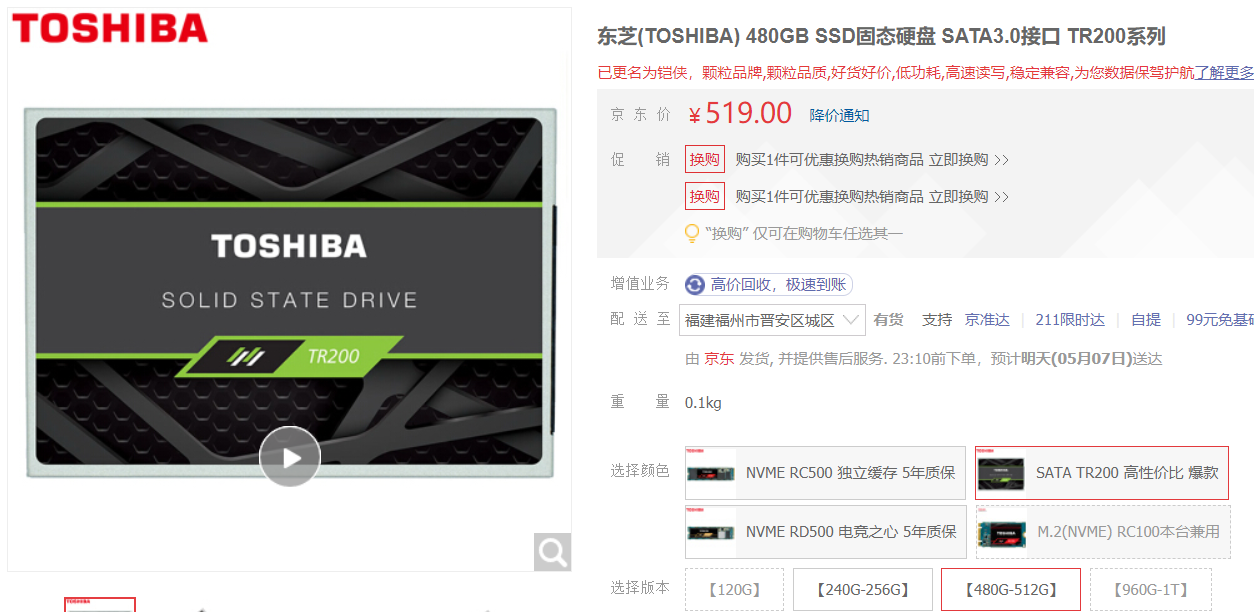 TOSHIBA
TOSHIBA
SOLID STATE DRIVE
TR200
东芝(TOSHIBA) 480GB SSD固态硬盘 SATA3.0接口 TR200系列
已更名为铠侠，颗粒品牌,颗粒品质,好货好价,低功耗,高速读写,稳定兼容,为您数据保驾护航了解更多
京东价 ¥519.00 降价通知
促销 换购 购买1件可优惠换购热销商品 立即换购 >>
换购 购买1件可优惠换购热销商品 立即换购 >>
“换购” 仅可在购物车任选其一
增值业务 高价回收，极速到账
配送至 福建福州市晋安区城区 有货 支持 京准达 | 211限时达 | 自提 | 99元免基础
由 京东 发货, 并提供售后服务. 23:10前下单，预计明天(05月07日)送达
重量 0.1kg
选择颜色 NVME RC500 独立缓存 5年质保 SATA TR200 高性价比 爆款
NVME RD500 电竞之心 5年质保 M.2(NVME) RC100本台兼用
选择版本 【120G】 【240G-256G】 【480G-512G】 【960G-1T】